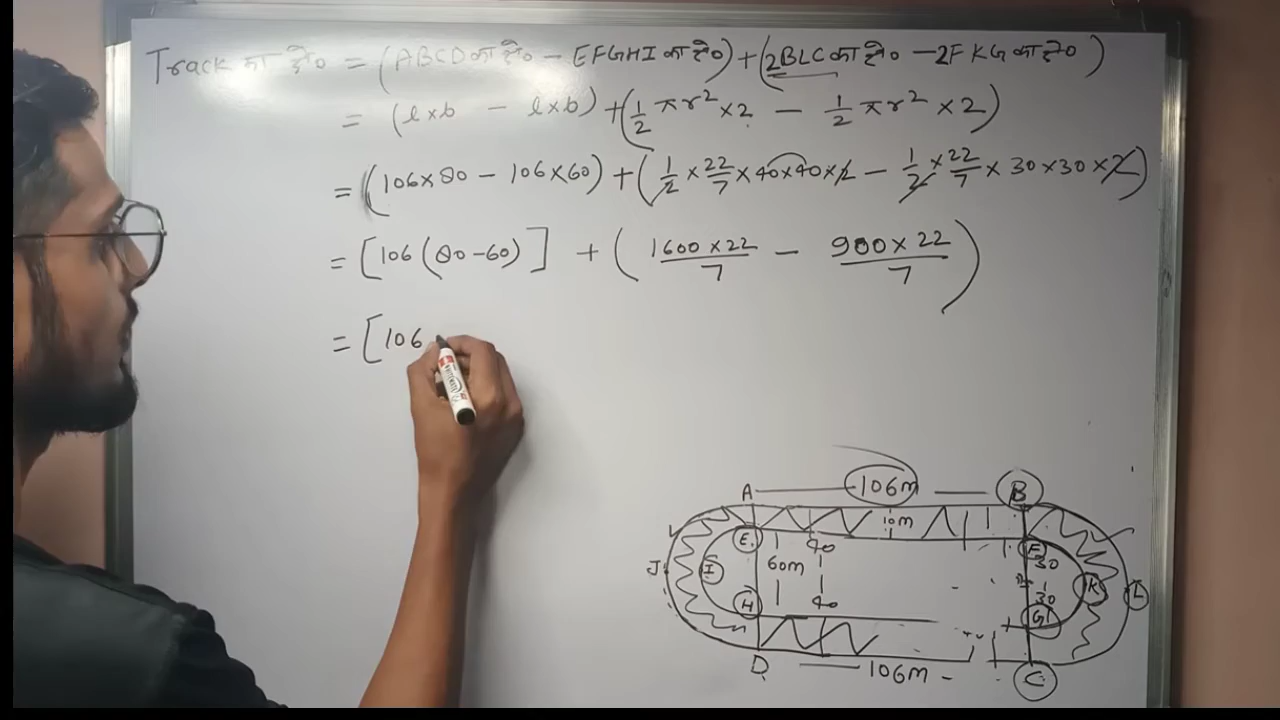 Track का क्षे० = (ABCD का क्षे० - EFGHI का क्षे०) + (2BLC का क्षे० - 2FKG का क्षे०)
= (l×b - l×b) + (1/2 πr² ×2 - 1/2 πr² ×2)
= (106×80 - 106×60) + (1/2 × 22/7 × 40×40×2 - 1/2 × 22/7 × 30×30×2)
= [106 (80-60)] + (1600×22/7 - 900×22/7)
= [106
A 106m B
10m
E 40 F
60m 30
J I K L
30
H 40 G
D 106m C